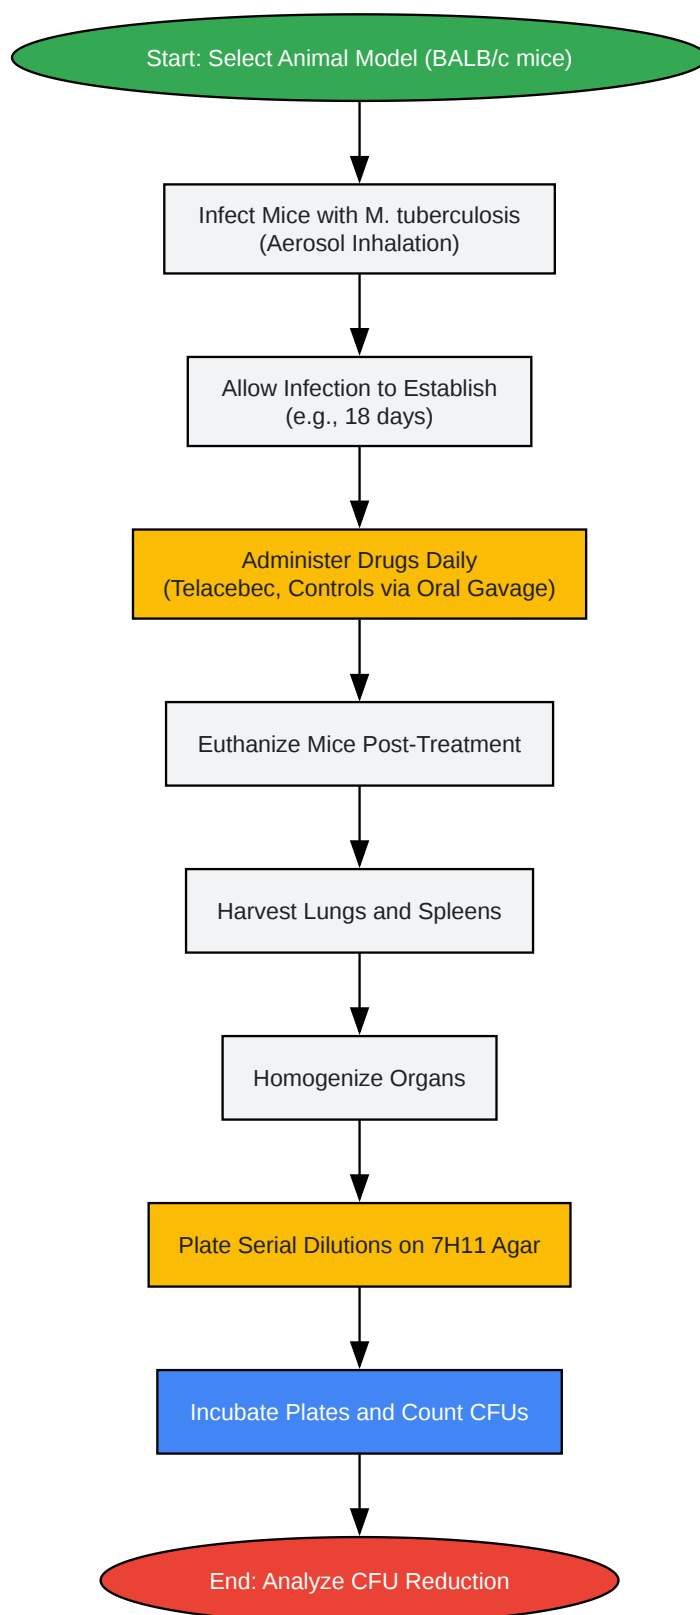 Start: Select Animal Model (BALB/c mice)
Infect Mice with M. tuberculosis
(Aerosol Inhalation)
Allow Infection to Establish
(e.g., 18 days)
Administer Drugs Daily
(Telacebec, Controls via Oral Gavage)
Euthanize Mice Post-Treatment
Harvest Lungs and Spleens
Homogenize Organs
Plate Serial Dilutions on 7H11 Agar
Incubate Plates and Count CFUs
End: Analyze CFU Reduction